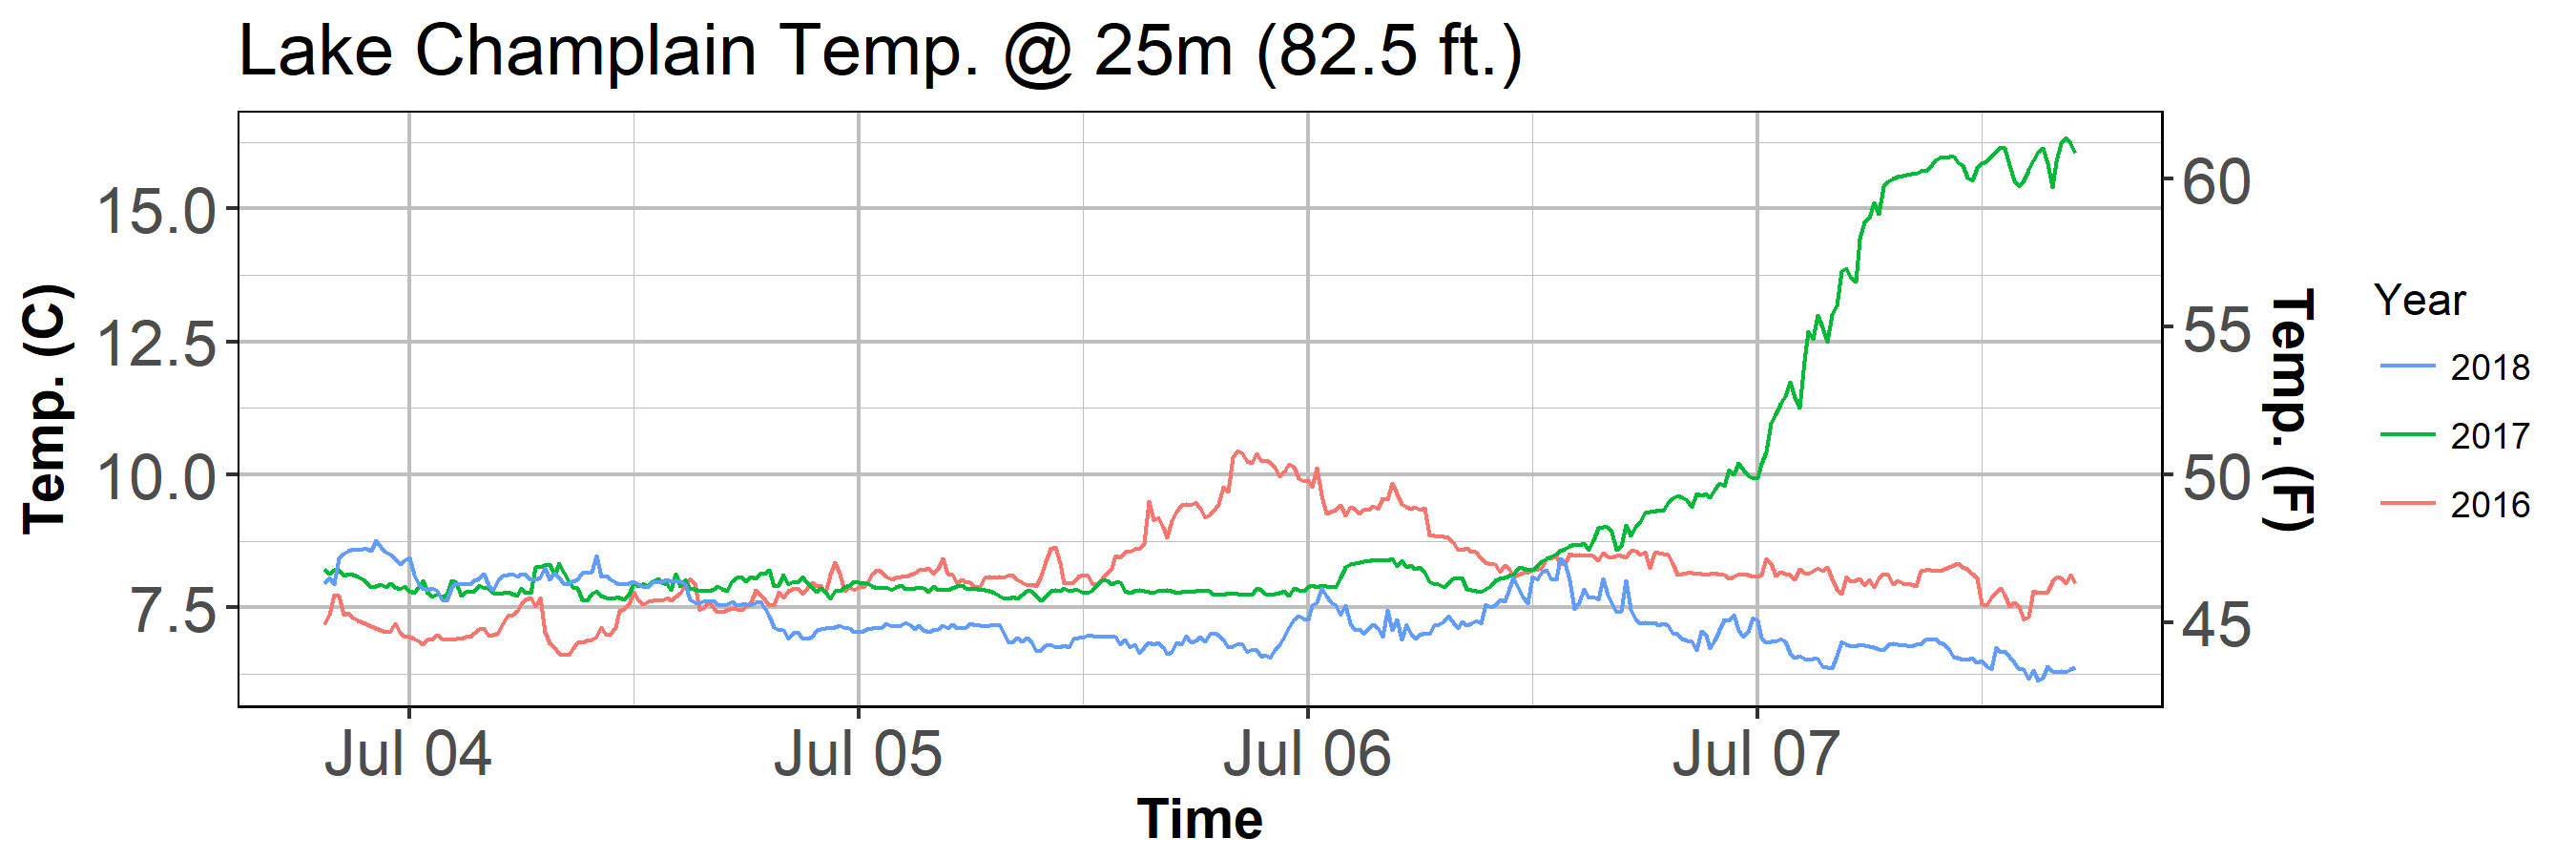 Lake Champlain Temp. @ 25m (82.5 ft.)
Temp. (C)
15.0
12.5
10.0
7.5
60
55
50
45
Temp. (F)
Jul 04
Jul 05
Jul 06
Jul 07
Time
Year
2018
2017
2016